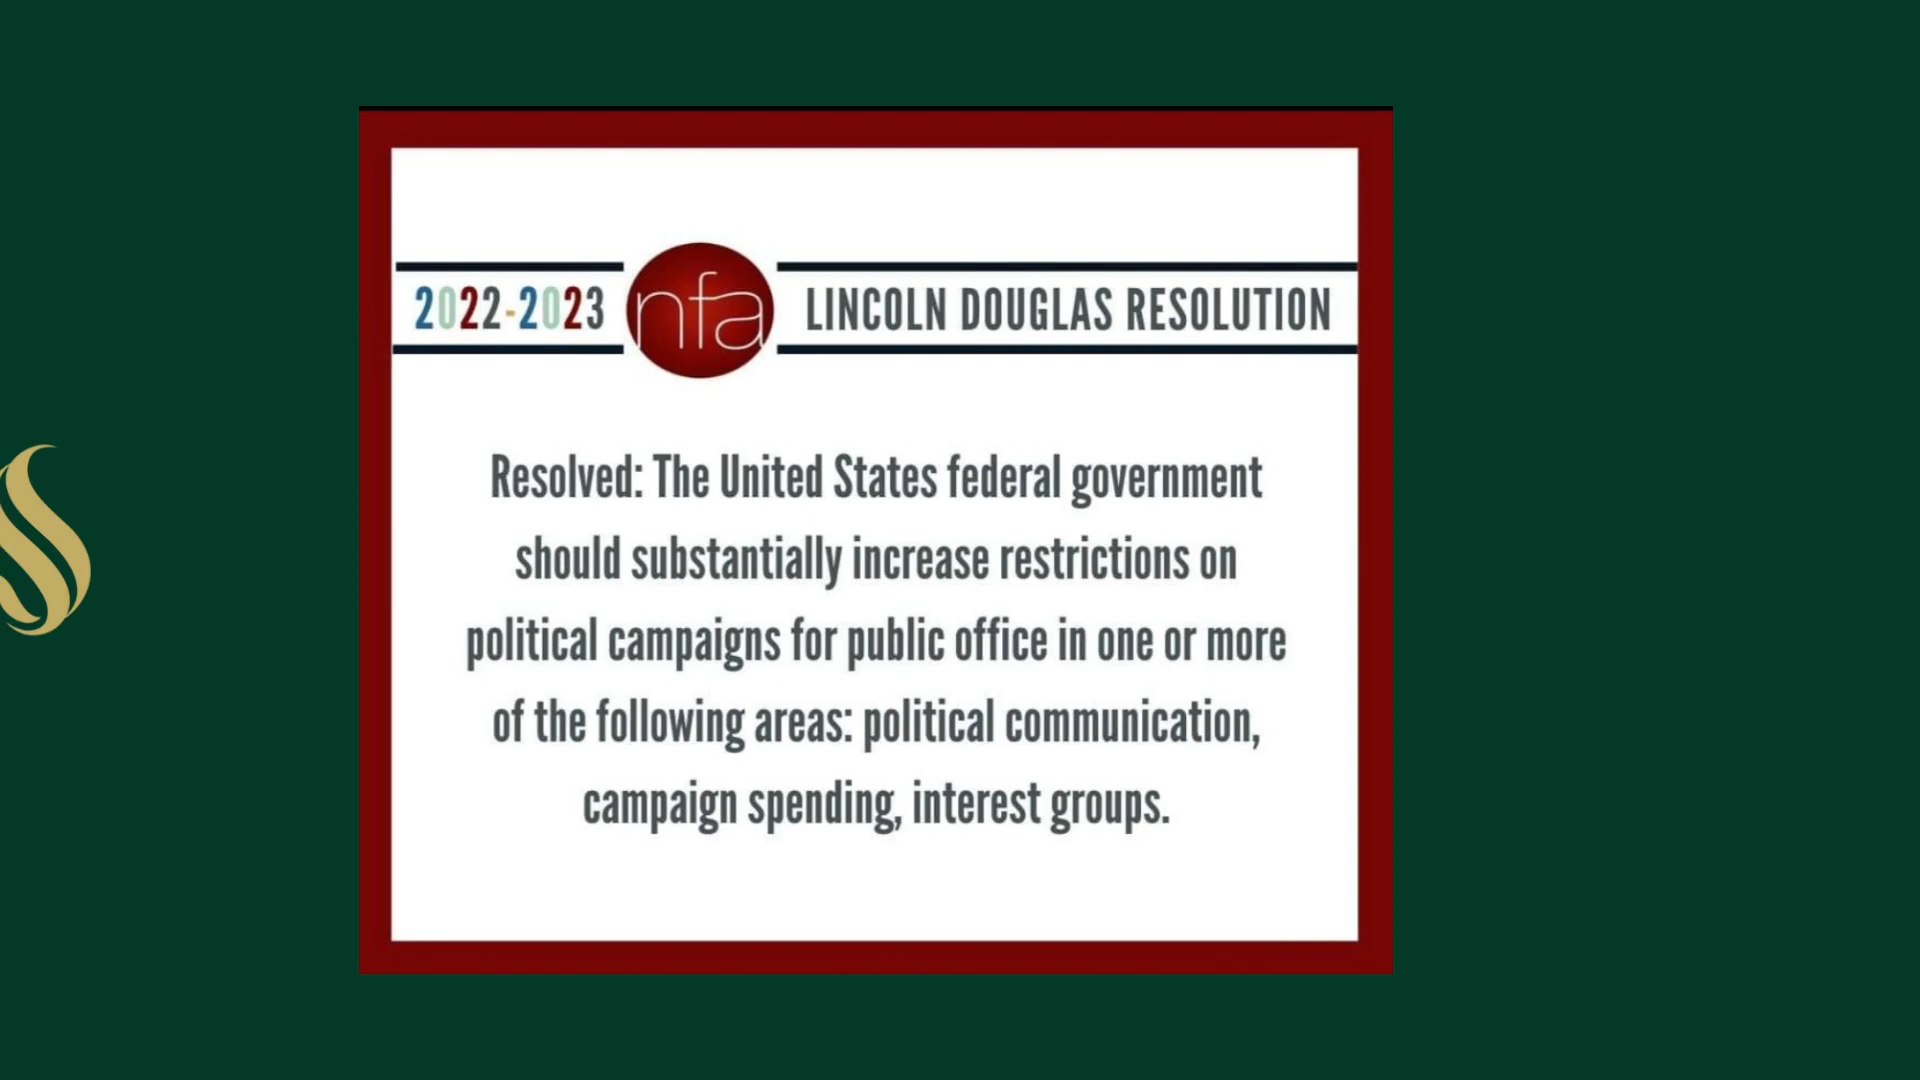 2022-2023 nfa LINCOLN DOUGLAS RESOLUTION
Resolved: The United States federal government
should substantially increase restrictions on
political campaigns for public office in one or more
of the following areas: political communication,
campaign spending, interest groups.